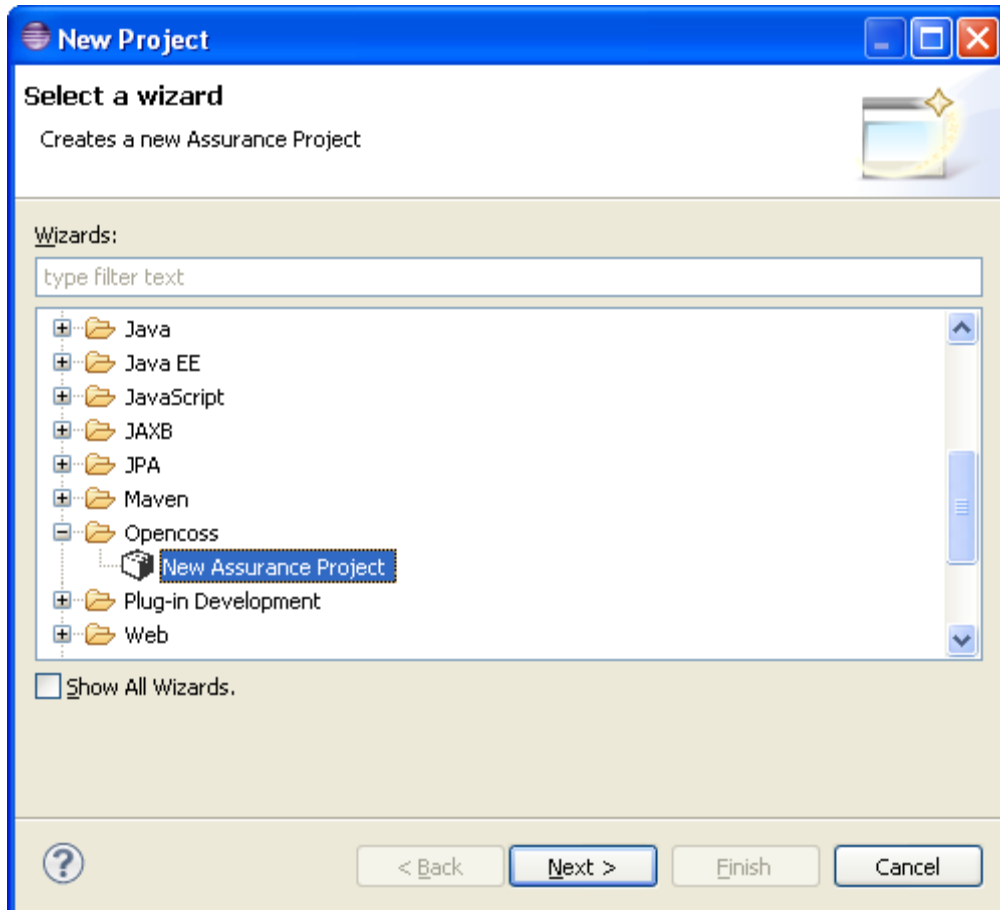 New Project
Select a wizard
Creates a new Assurance Project
Wizards:
type filter text
Java
Java EE
JavaScript
JAXB
JPA
Maven
Opencoss
New Assurance Project
Plug-in Development
Web
Show All Wizards.
? < Back Next > Finish Cancel